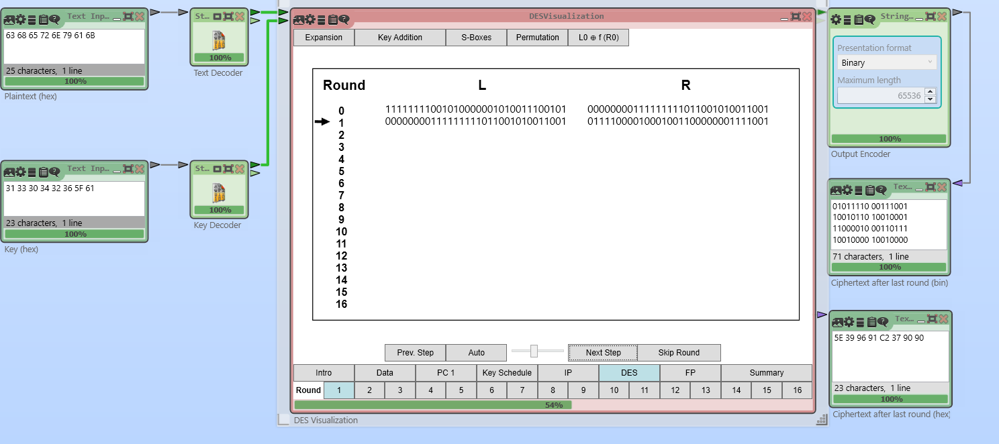 Text Inp...
63 68 65 72 6E 79 61 6B
25 characters, 1 line
100%
Plaintext (hex)
St...
100%
Text Decoder
Text Inp...
31 33 30 34 32 36 5F 61
23 characters, 1 line
100%
Key (hex)
St...
100%
Key Decoder
DESVisualization
Expansion Key Addition S-Boxes Permutation L0 ⊕ f (R0)
Round L R
0 11111111001010000001010011100101 00000000111111111011001010011001
1 00000000111111111011001010011001 01111000010001001100000001111001
2
3
4
5
6
7
8
9
10
11
12
13
14
15
16
Prev. Step Auto Next Step Skip Round
Intro Data PC 1 Key Schedule IP DES FP Summary
Round 1 2 3 4 5 6 7 8 9 10 11 12 13 14 15 16
54%
DES Visualization
String...
Presentation format
Binary
Maximum length
65536
100%
Output Encoder
Tex...
01011110 00111001
10010110 10010001
11000010 00110111
10010000 10010000
71 characters, 1 line
100%
Ciphertext after last round (bin)
Tex...
5E 39 96 91 C2 37 90 90
23 characters, 1 line
100%
Ciphertext after last round (hex)